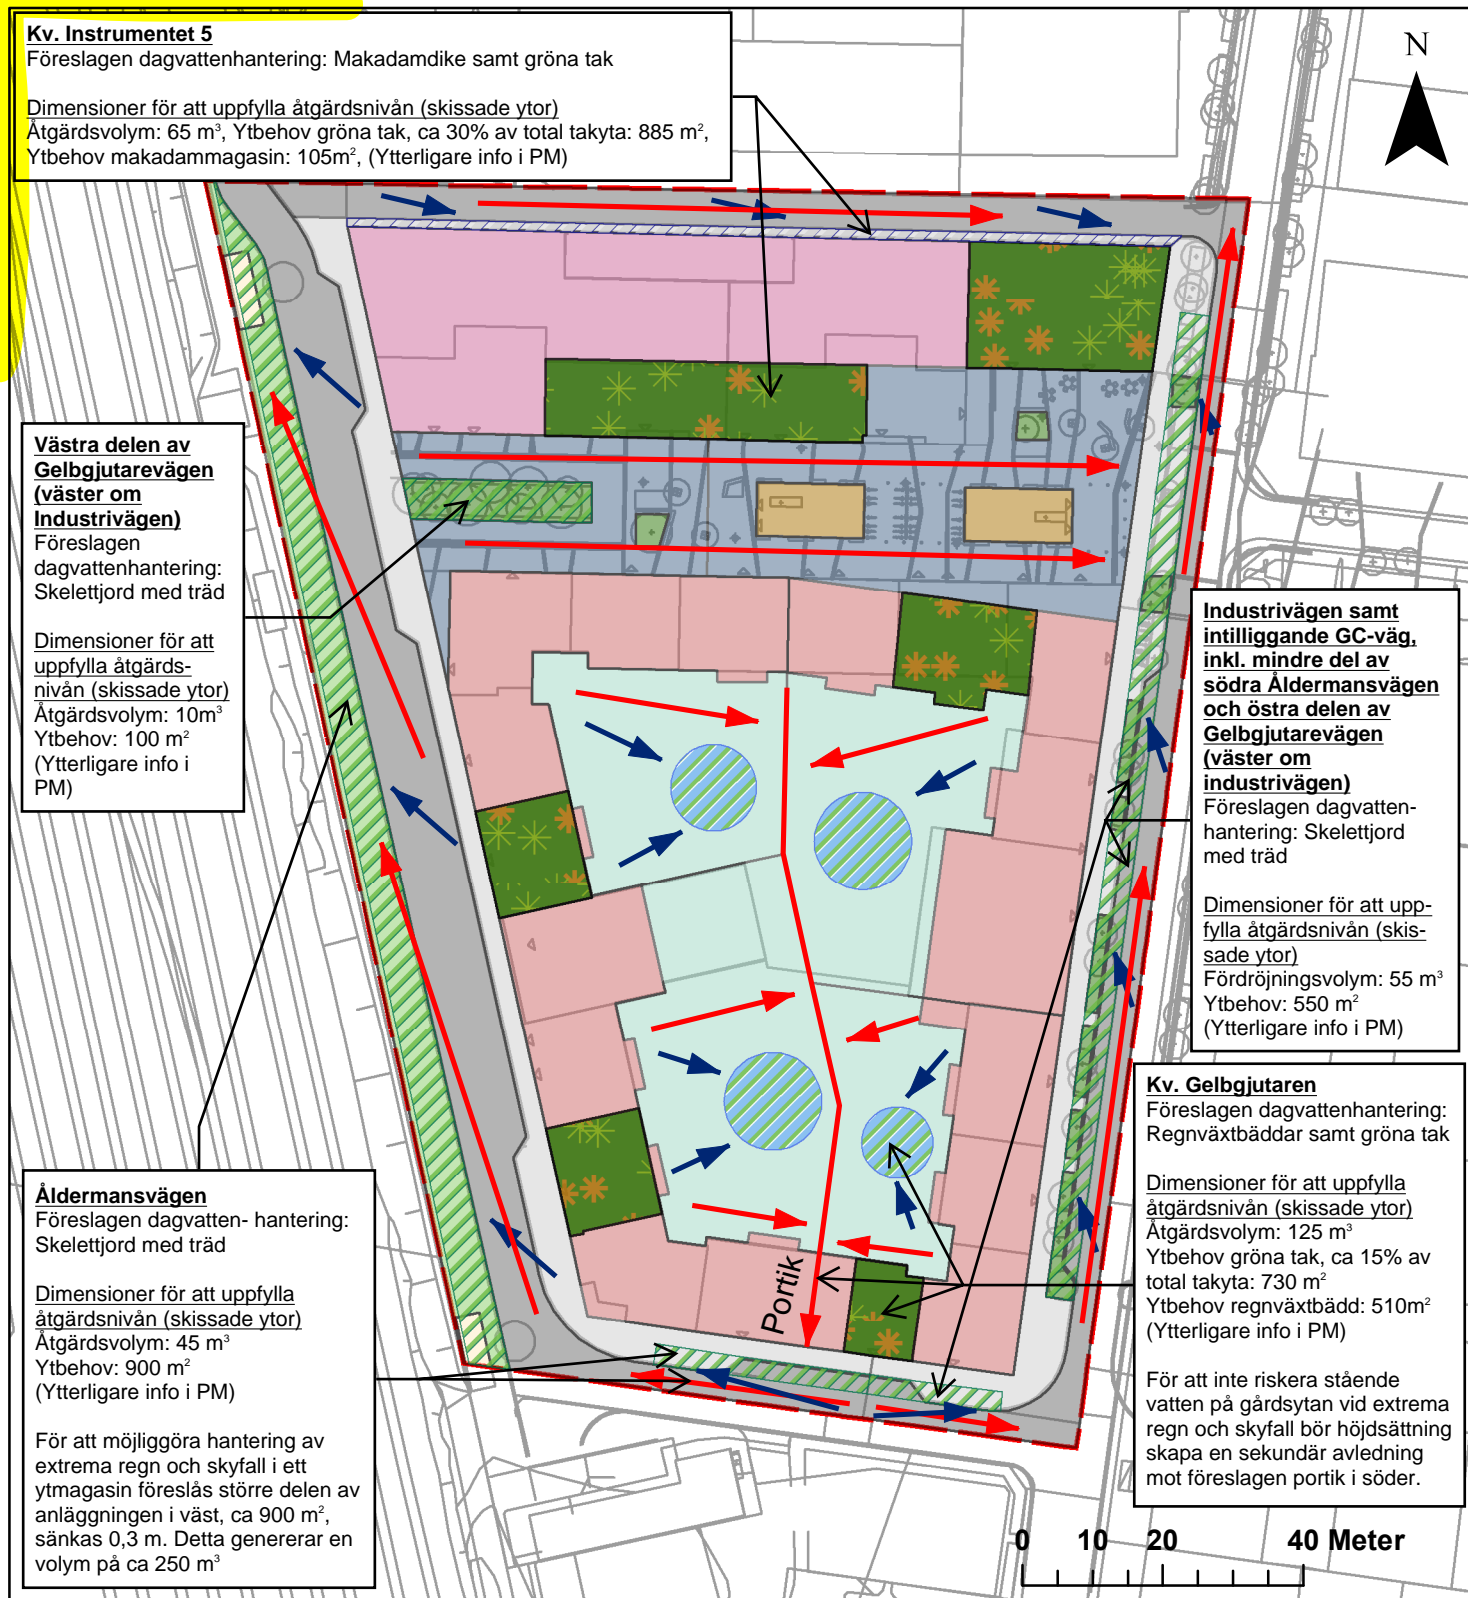 Kv. Instrumentet 5
Föreslagen dagvattenhantering: Makadamdike samt gröna tak
Dimensioner för att uppfylla åtgärdsnivån (skissade ytor)
Åtgärdsvolym: 65 m³, Ytbehov gröna tak, ca 30% av total takyta: 885 m²,
Ytbehov makadammagasin: 105m², (Ytterligare info i PM)
N
Västra delen av
Gelbgjutarevägen
(väster om
Industrivägen)
Föreslagen
dagvattenhantering:
Skelettjord med träd
Dimensioner för att
uppfylla åtgärds-
nivån (skissade ytor)
Åtgärdsvolym: 10m³
Ytbehov: 100 m²
(Ytterligare info i
PM)
Industrivägen samt
intilliggande GC-väg,
inkl. mindre del av
södra Åldermansvägen
och östra delen av
Gelbgjutarevägen
(väster om
industrivägen)
Föreslagen dagvatten-
hantering: Skelettjord
med träd
Dimensioner för att upp-
fylla åtgärdsnivån (skis-
sade ytor)
Fördröjningsvolym: 55 m³
Ytbehov: 550 m²
(Ytterligare info i PM)
Kv. Gelbgjutaren
Föreslagen dagvattenhantering:
Regnväxtbäddar samt gröna tak
Dimensioner för att uppfylla
åtgärdsnivån (skissade ytor)
Åtgärdsvolym: 125 m³
Ytbehov gröna tak, ca 15% av
total takyta: 730 m²
Ytbehov regnväxtbädd: 510m²
(Ytterligare info i PM)
För att inte riskera stående
vatten på gårdsytan vid extrema
regn och skyfall bör höjdsättning
skapa en sekundär avledning
mot föreslagen portik i söder.
Åldermansvägen
Föreslagen dagvatten- hantering:
Skelettjord med träd
Dimensioner för att uppfylla
åtgärdsnivån (skissade ytor)
Åtgärdsvolym: 45 m³
Ytbehov: 900 m²
(Ytterligare info i PM)
För att möjliggöra hantering av
extrema regn och skyfall i ett
ytmagasin föreslås större delen av
anläggningen i väst, ca 900 m²,
sänkas 0,3 m. Detta genererar en
volym på ca 250 m³
Portik
0 10 20 40 Meter